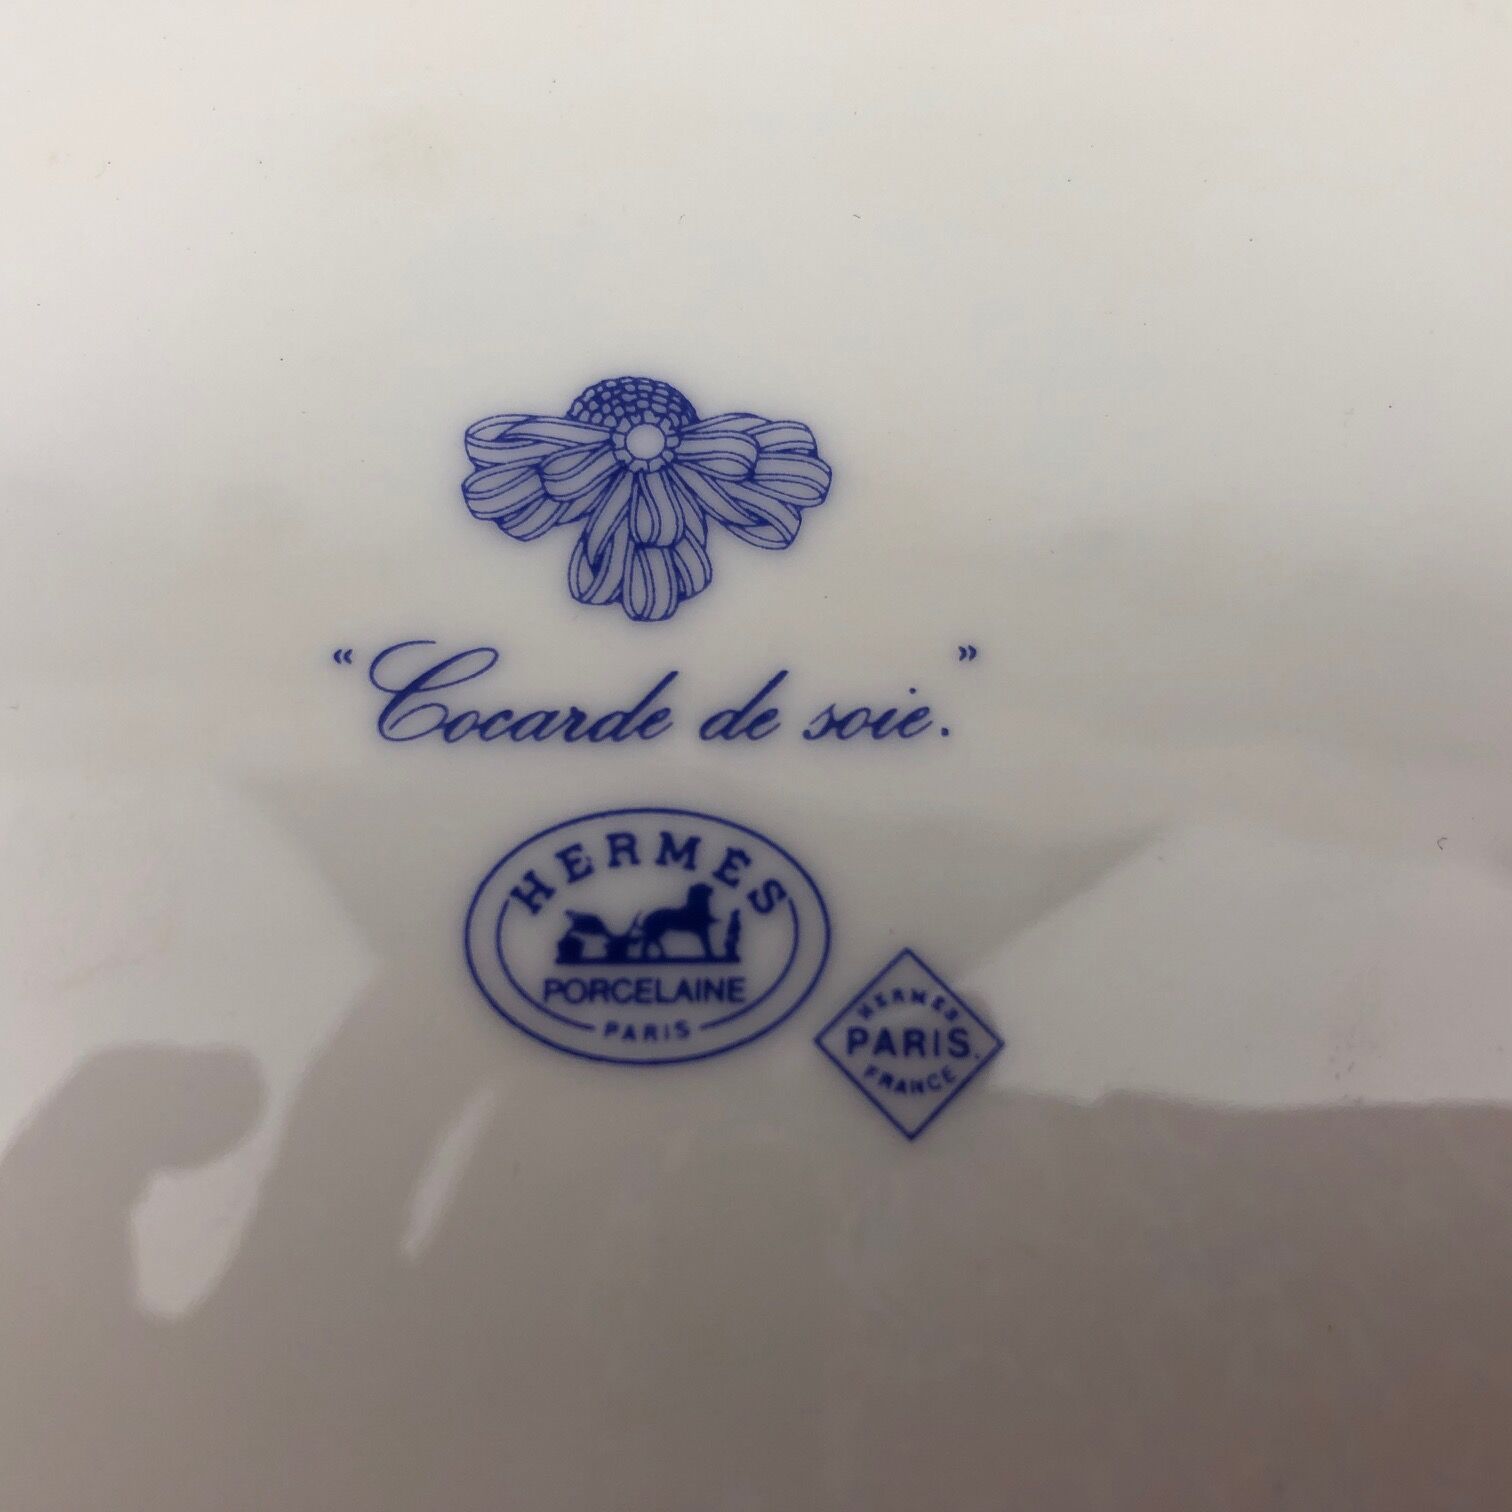 “Cocarde de soie.”
HERMES
PORCELAINE
PARIS
HERMES
PARIS.
FRANCE